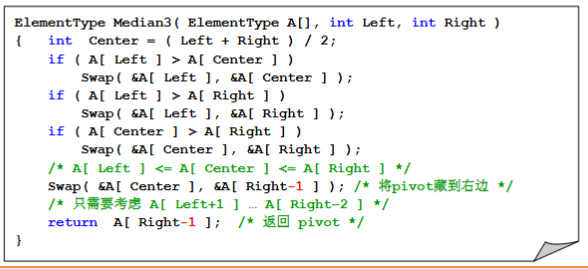 ElementType Median3( ElementType A[], int Left, int Right )
{ int Center = ( Left + Right ) / 2;
if ( A[ Left ] > A[ Center ] )
Swap( &A[ Left ], &A[ Center ] );
if ( A[ Left ] > A[ Right ] )
Swap( &A[ Left ], &A[ Right ] );
if ( A[ Center ] > A[ Right ] )
Swap( &A[ Center ], &A[ Right ] );
/* A[ Left ] <= A[ Center ] <= A[ Right ] */
Swap( &A[ Center ], &A[ Right-1 ] ); /* 将pivot藏到右边 */
/* 只需要考虑 A[ Left+1 ] … A[ Right-2 ] */
return A[ Right-1 ]; /* 返回 pivot */
}